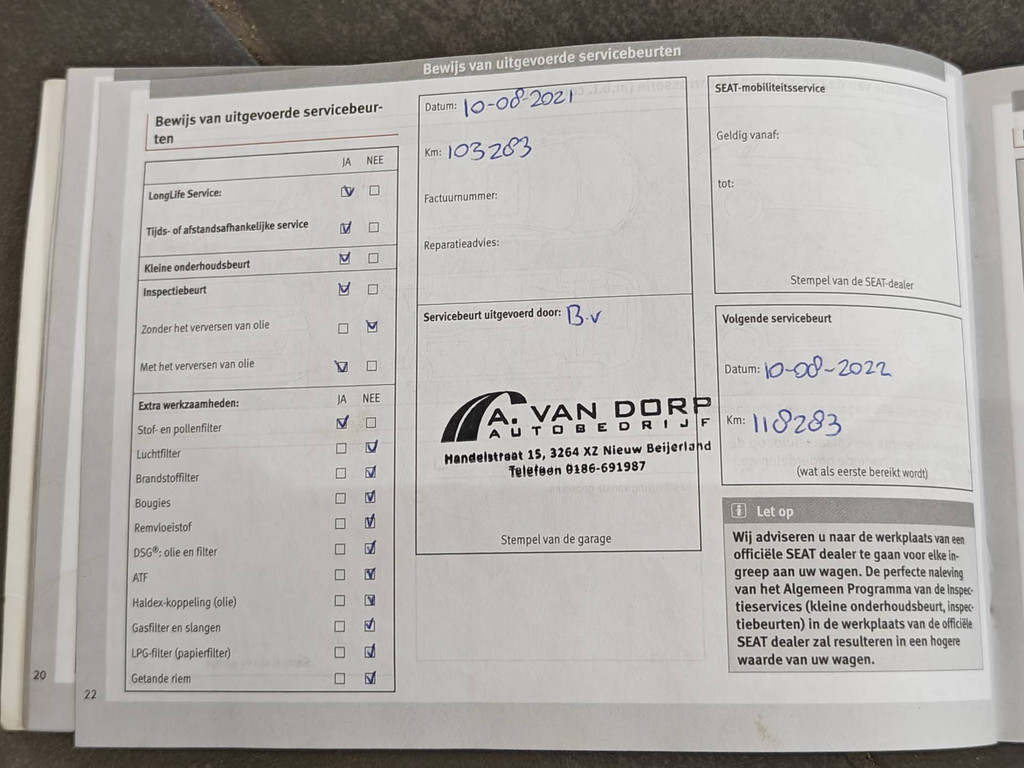 Bewijs van uitgevoerde servicebeurten
Bewijs van uitgevoerde servicebeur-
ten
JA NEE
LongLife Service:
Tijds- of afstandsafhankelijke service
Kleine onderhoudsbeurt
Inspectiebeurt
Zonder het verversen van olie
Met het verversen van olie
Extra werkzaamheden: JA NEE
Stof- en pollenfilter
Luchtfilter
Brandstoffilter
Bougies
Remvloeistof
DSG®: olie en filter
ATF
Haldex-koppeling (olie)
Gasfilter en slangen
LPG-filter (papierfilter)
Getande riem
Datum: 10-08-2021
Km: 103283
Factuurnummer:
Reparatieadvies:
Servicebeurt uitgevoerd door: B.v
A. VAN DORP
AUTOBEDRIJF
Handelstraat 15, 3264 XZ Nieuw Beijerland
Telefoon 0186-691987
Stempel van de garage
SEAT-mobiliteitsservice
Geldig vanaf:
tot:
Stempel van de SEAT-dealer
Volgende servicebeurt
Datum: 10-08-2022
Km: 118283
(wat als eerste bereikt wordt)
Let op
Wij adviseren u naar de werkplaats van een
officiële SEAT dealer te gaan voor elke in-
greep aan uw wagen. De perfecte naleving
van het Algemeen Programma van de Inspec-
tieservices (kleine onderhoudsbeurt, inspec-
tiebeurten) in de werkplaats van de officiële
SEAT dealer zal resulteren in een hogere
waarde van uw wagen.
20
22